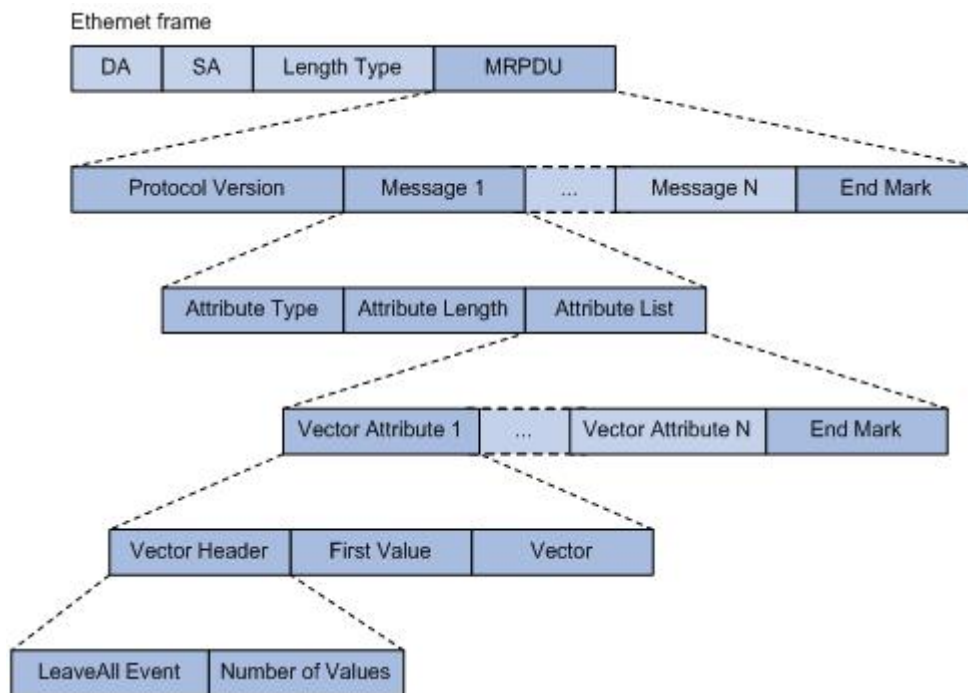 Ethernet frame
DA SA Length Type MRPDU
Protocol Version Message 1 ... Message N End Mark
Attribute Type Attribute Length Attribute List
Vector Attribute 1 ... Vector Attribute N End Mark
Vector Header First Value Vector
LeaveAll Event Number of Values